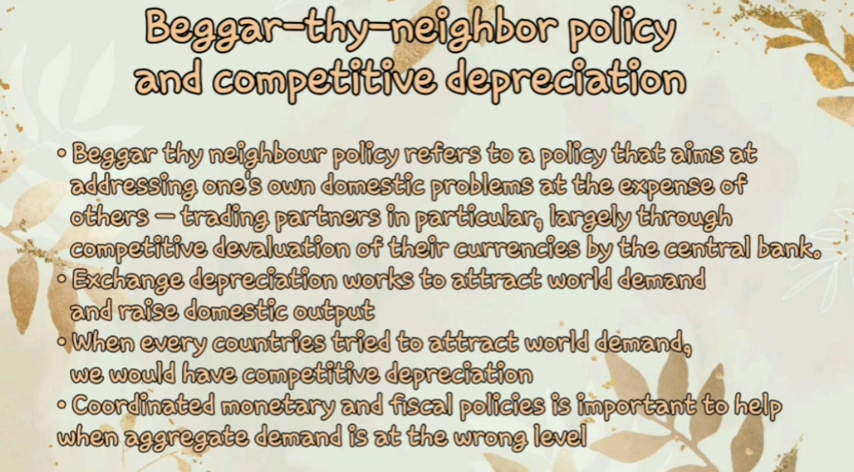 Beggar-thy-neighbor policy
and competitive depreciation
• Beggar thy neighbour policy refers to a policy that aims at
addressing one's own domestic problems at the expense of
others – trading partners in particular, largely through
competitive devaluation of their currencies by the central bank.
• Exchange depreciation works to attract world demand
and raise domestic output
• When every countries tried to attract world demand,
we would have competitive depreciation
• Coordinated monetary and fiscal policies is important to help
when aggregate demand is at the wrong level